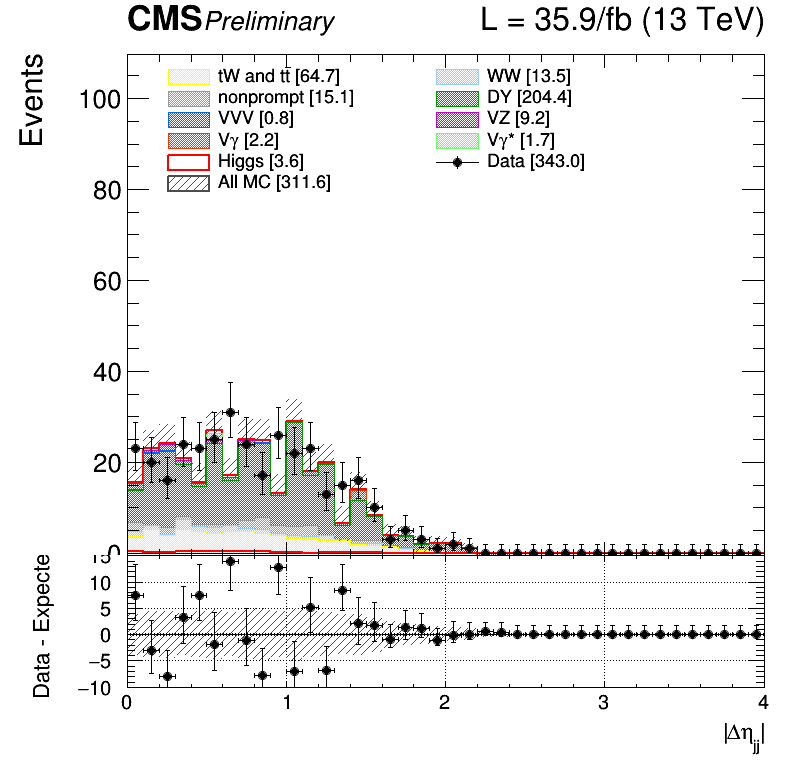 CMS Preliminary L = 35.9/fb (13 TeV)
Events
100
80
60
40
20
0
tW and tt̄ [64.7]
nonprompt [15.1]
VVV [0.8]
Vγ [2.2]
Higgs [3.6]
All MC [311.6]
WW [13.5]
DY [204.4]
VZ [9.2]
Vγ* [1.7]
Data [343.0]
Data - Expecte
15
10
5
0
−5
−10
0 1 2 3 4
|Δη_jj|